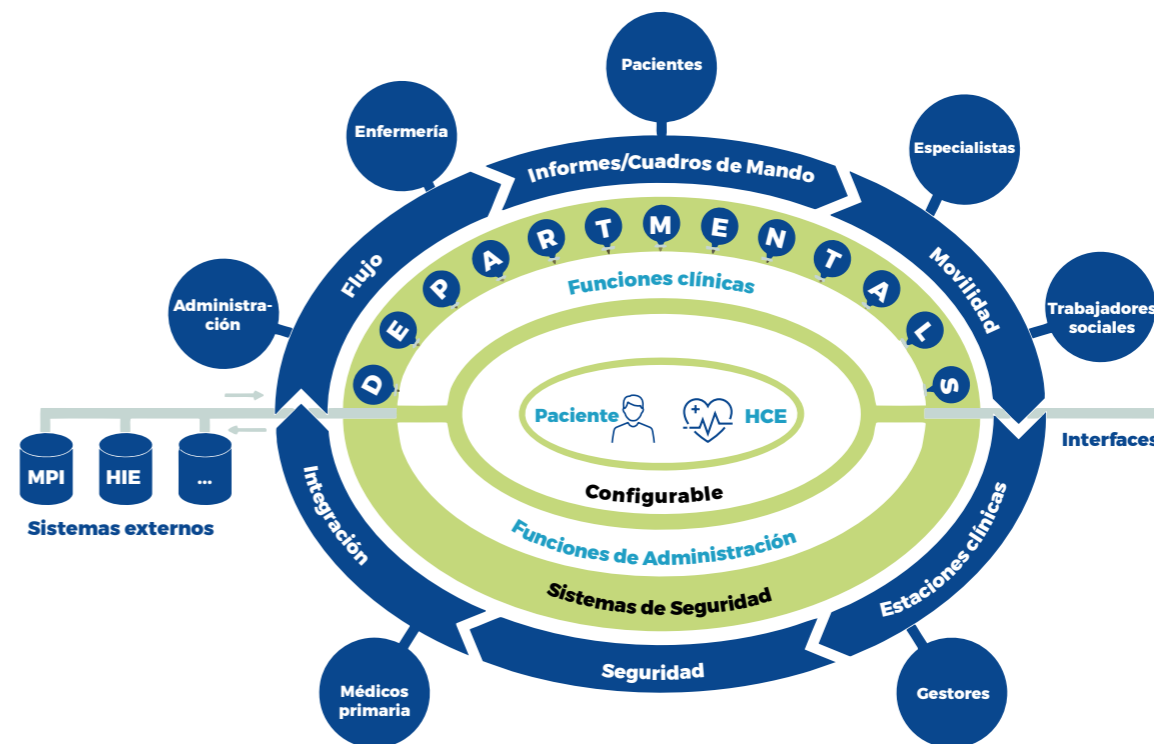 Pacientes
Enfermería
Especialistas
Informes/Cuadros de Mando
DEPARTMENTALS
Flujo
Funciones clínicas
Movilidad
Administra-
ción
Trabajadores
sociales
Paciente
HCE
Interfaces
MPI
HIE
...
Sistemas externos
Configurable
Integración
Funciones de Administración
Estaciones clínicas
Sistemas de Seguridad
Seguridad
Médicos
primaria
Gestores